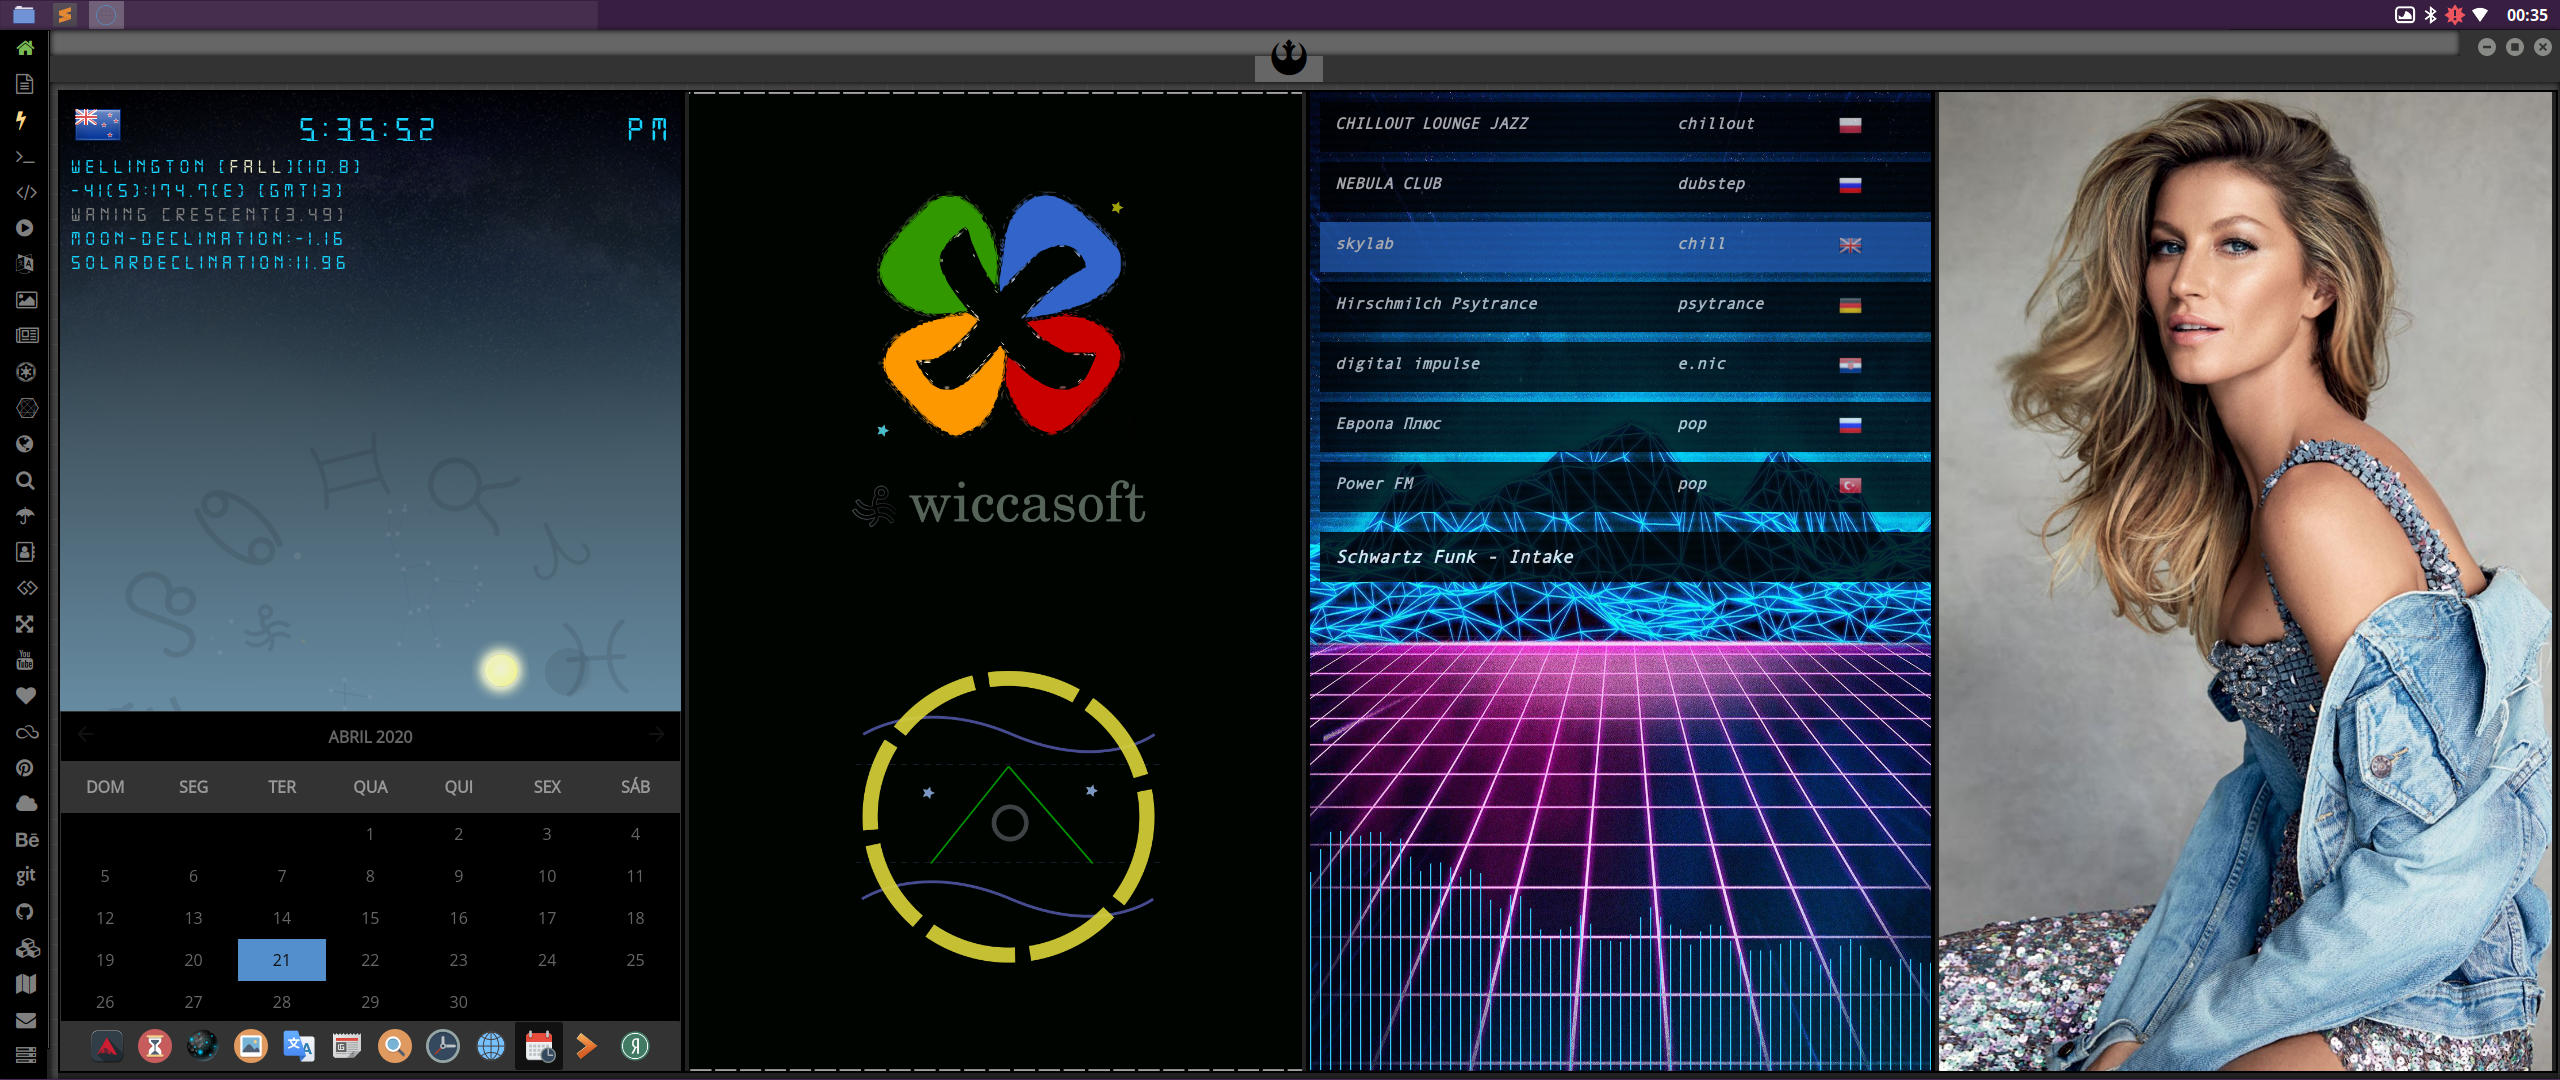 00:35
5:35:52 PM
WELLINGTON [FALL][10.8]
-41(S):174.7(E) [GMT13]
WANING CRESCENT(3.49)
MOON-DECLINATION:-1.16
SOLARDECLINATION:11.96
ABRIL 2020
DOM SEG TER QUA QUI SEX SÁB
1 2 3 4
5 6 7 8 9 10 11
12 13 14 15 16 17 18
19 20 21 22 23 24 25
26 27 28 29 30
wiccasoft
CHILLOUT LOUNGE JAZZ chillout
NEBULA CLUB dubstep
skylab chill
Hirschmilch Psytrance psytrance
digital impulse e.nic
Европа Плюс pop
Power FM pop
Schwartz Funk - Intake
You Tube
Bē
git